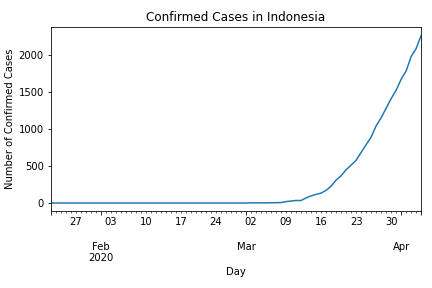 Confirmed Cases in Indonesia
Number of Confirmed Cases
2000
1500
1000
500
0
27 03 10 17 24 02 09 16 23 30
Feb Mar Apr
2020
Day